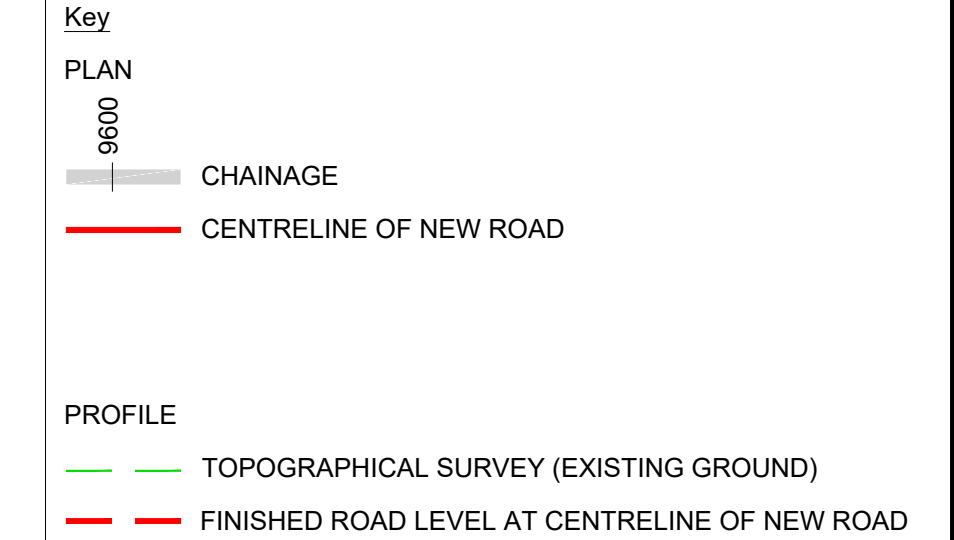 Key
PLAN
9600
CHAINAGE
CENTRELINE OF NEW ROAD
PROFILE
TOPOGRAPHICAL SURVEY (EXISTING GROUND)
FINISHED ROAD LEVEL AT CENTRELINE OF NEW ROAD